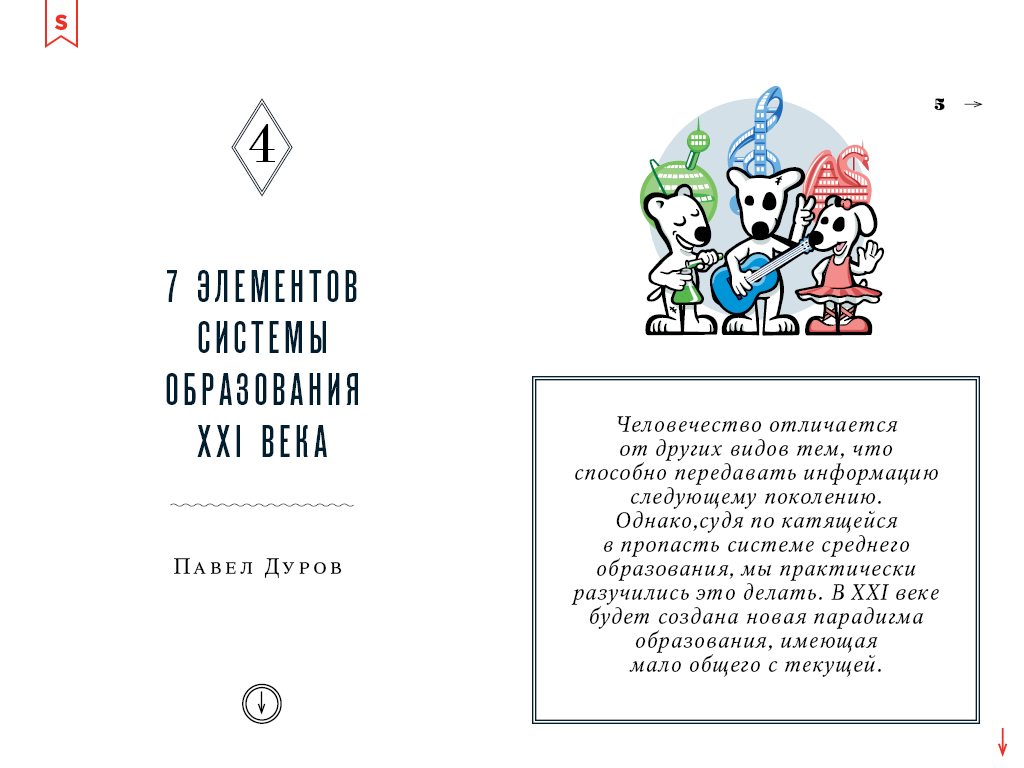 S
4
7 ЭЛЕМЕНТОВ
СИСТЕМЫ
ОБРАЗОВАНИЯ
XXI ВЕКА
Павел Дуров
5 →
Человечество отличается
от других видов тем, что
способно передавать информацию
следующему поколению.
Однако,судя по катящейся
в пропасть системе среднего
образования, мы практически
разучились это делать. В XXI веке
будет создана новая парадигма
образования, имеющая
мало общего с текущей.